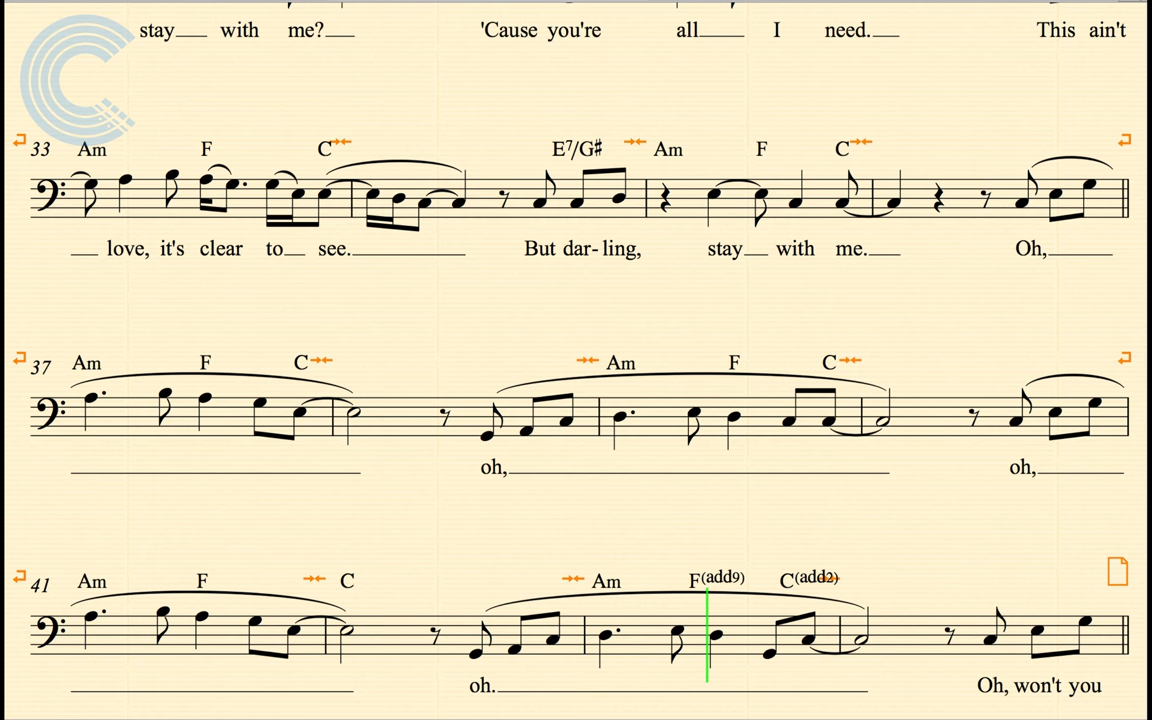 stay with me? 'Cause you're all I need. This ain't
33 Am F C E7/G# Am F C
love, it's clear to see. But dar- ling, stay with me. Oh,
37 Am F C Am F C
oh, oh,
41 Am F C Am F(add9) C(add2)
oh. Oh, won't you